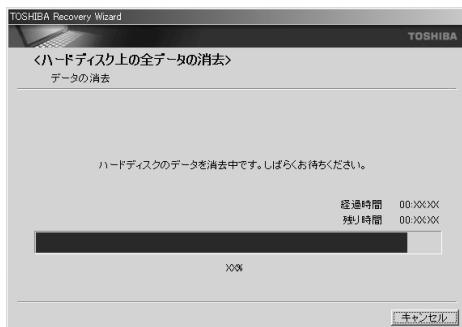 TOSHIBA Recovery Wizard
TOSHIBA
<ハードディスク上の全データの消去>
データの消去
ハードディスクのデータを消去中です。しばらくお待ちください。
経過時間 00:XX:XX
残り時間 00:XX:XX
XX%
キャンセル